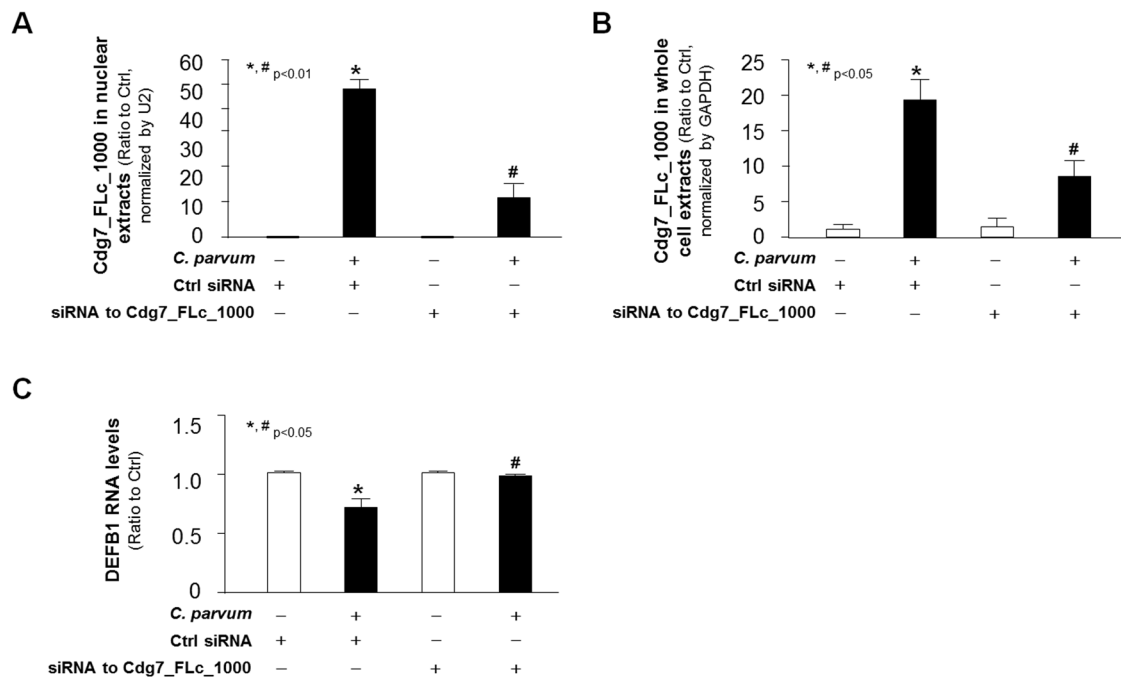 A
Cdg7_FLc_1000 in nuclear
extracts (Ratio to Ctrl,
normalized by U2)
60
50
40
30
20
10
0
*, # p<0.01
*
#
C. parvum – + – +
Ctrl siRNA + + – –
siRNA to Cdg7_FLc_1000 – – + +
B
Cdg7_FLc_1000 in whole
cell extracts (Ratio to Ctrl,
normalized by GAPDH)
25
20
15
10
5
0
*, # p<0.05
*
#
C. parvum – + – +
Ctrl siRNA + + – –
siRNA to Cdg7_FLc_1000 – – + +
C
DEFB1 RNA levels
(Ratio to Ctrl)
1.5
1.0
0.5
0
*, # p<0.05
*
#
C. parvum – + – +
Ctrl siRNA + + – –
siRNA to Cdg7_FLc_1000 – – + +